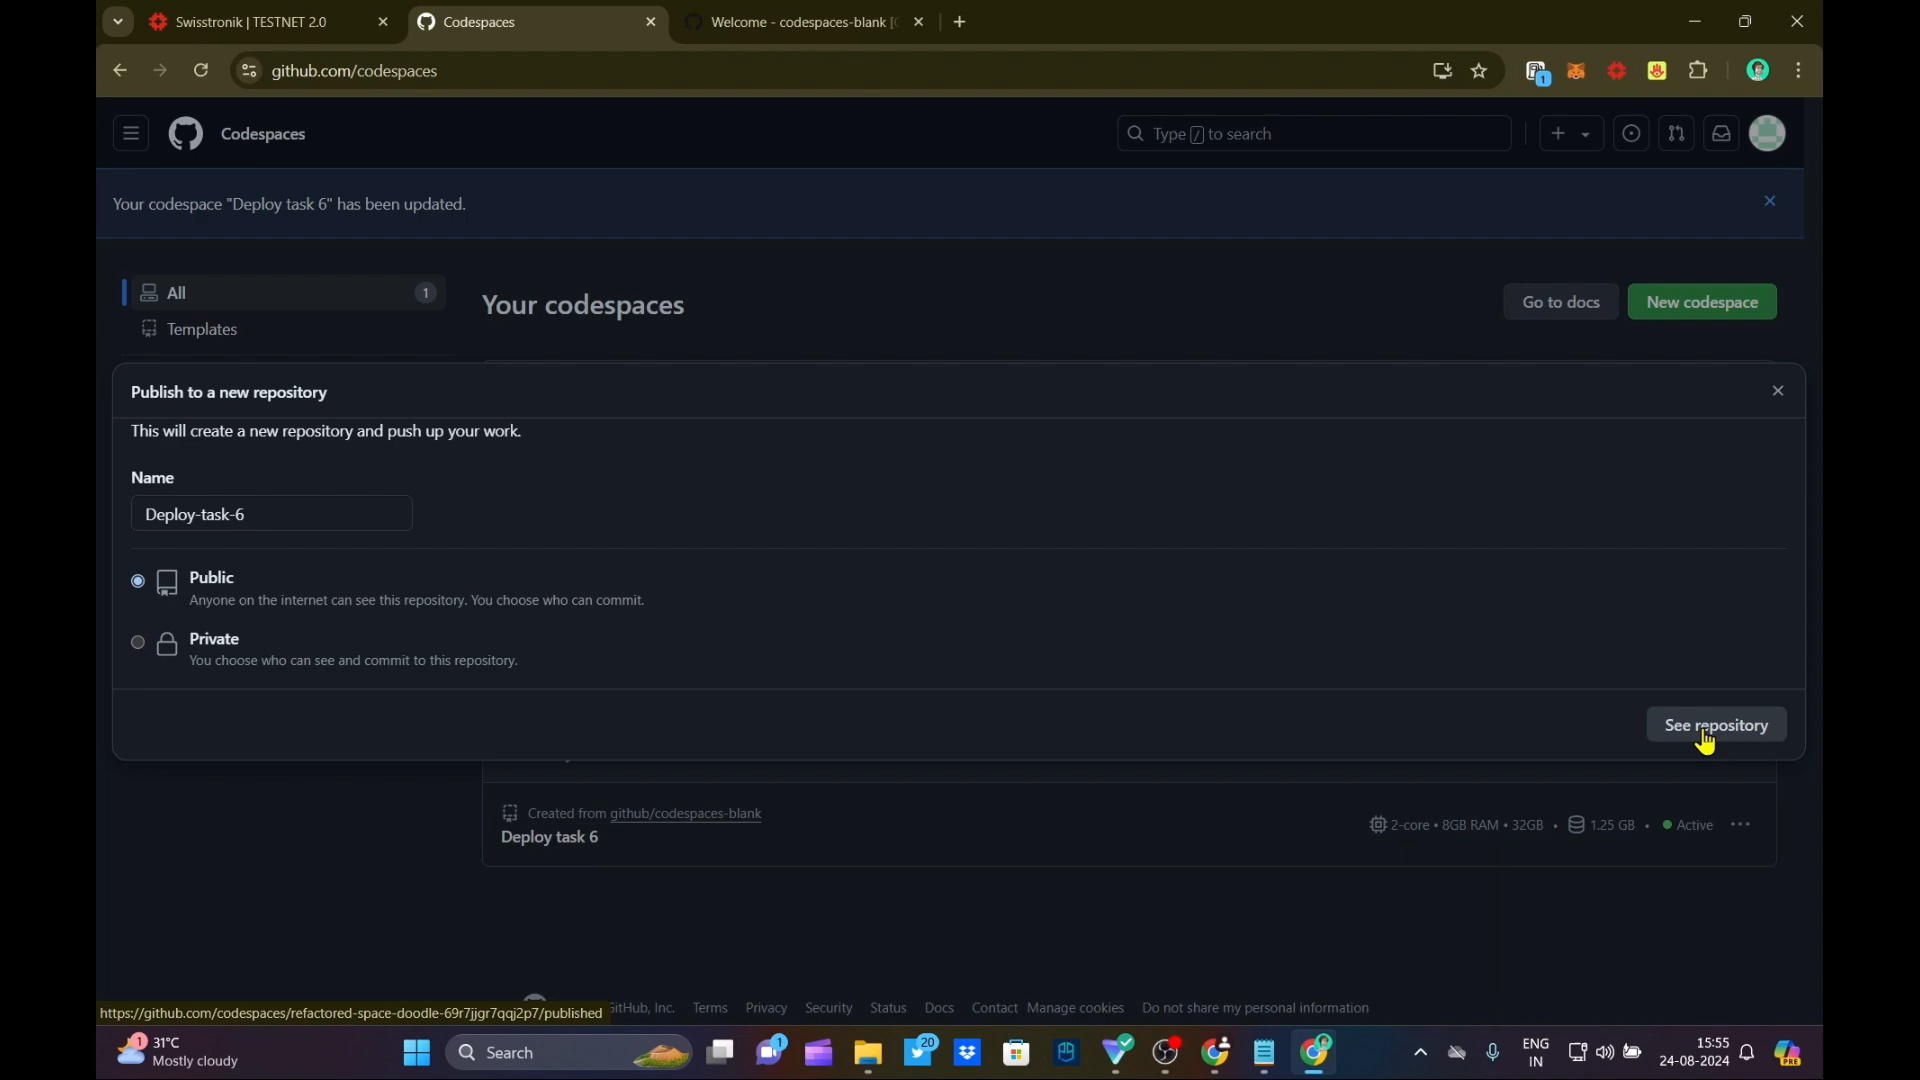 Swisstronik | TESTNET 2.0
Codespaces
Welcome - codespaces-blank
github.com/codespaces
1
Codespaces
Type / to search
Your codespace "Deploy task 6" has been updated.
All
1
Templates
Your codespaces
Go to docs
New codespace
Publish to a new repository
This will create a new repository and push up your work.
Name
Deploy-task-6
Public
Anyone on the internet can see this repository. You choose who can commit.
Private
You choose who can see and commit to this repository.
See repository
Created from github/codespaces-blank
Deploy task 6
2-core • 8GB RAM • 32GB • 1.25 GB • Active
GitHub, Inc. Terms Privacy Security Status Docs Contact Manage cookies Do not share my personal information
https://github.com/codespaces/refactored-space-doodle-69r7jjgr7qqj2p7/published
1
31°C
Mostly cloudy
Search
1
20
ENG
IN
15:55
24-08-2024
PRE